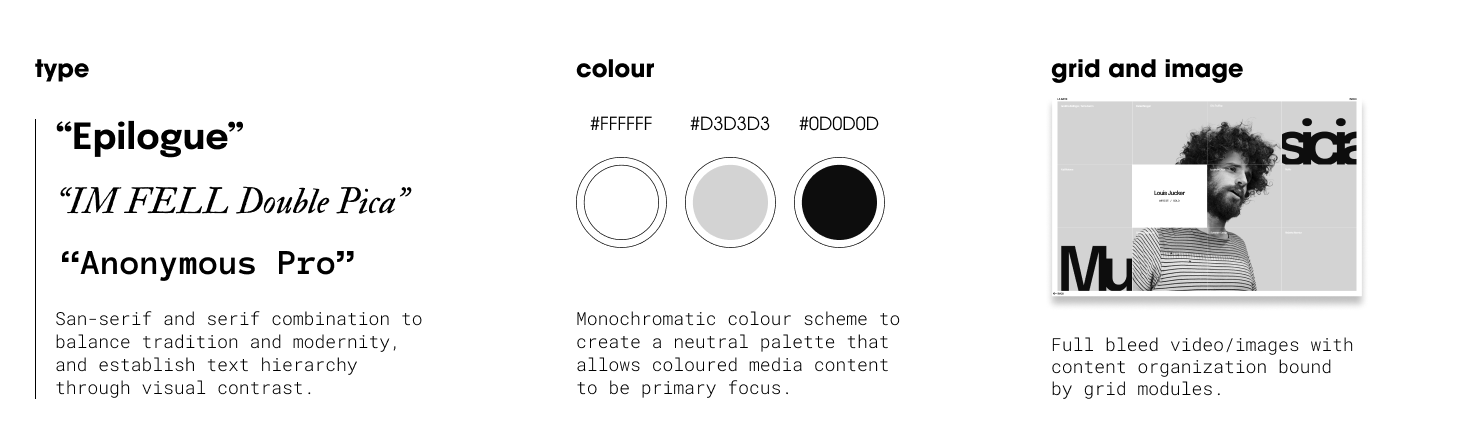 type
“Epilogue”
“IM FELL Double Pica”
“Anonymous Pro”
San-serif and serif combination to
balance tradition and modernity,
and establish text hierarchy
through visual contrast.
colour
#FFFFFF #D3D3D3 #0D0D0D
Monochromatic colour scheme to
create a neutral palette that
allows coloured media content
to be primary focus.
grid and image
sicia
Louis Jucker
Mu
Full bleed video/images with
content organization bound
by grid modules.